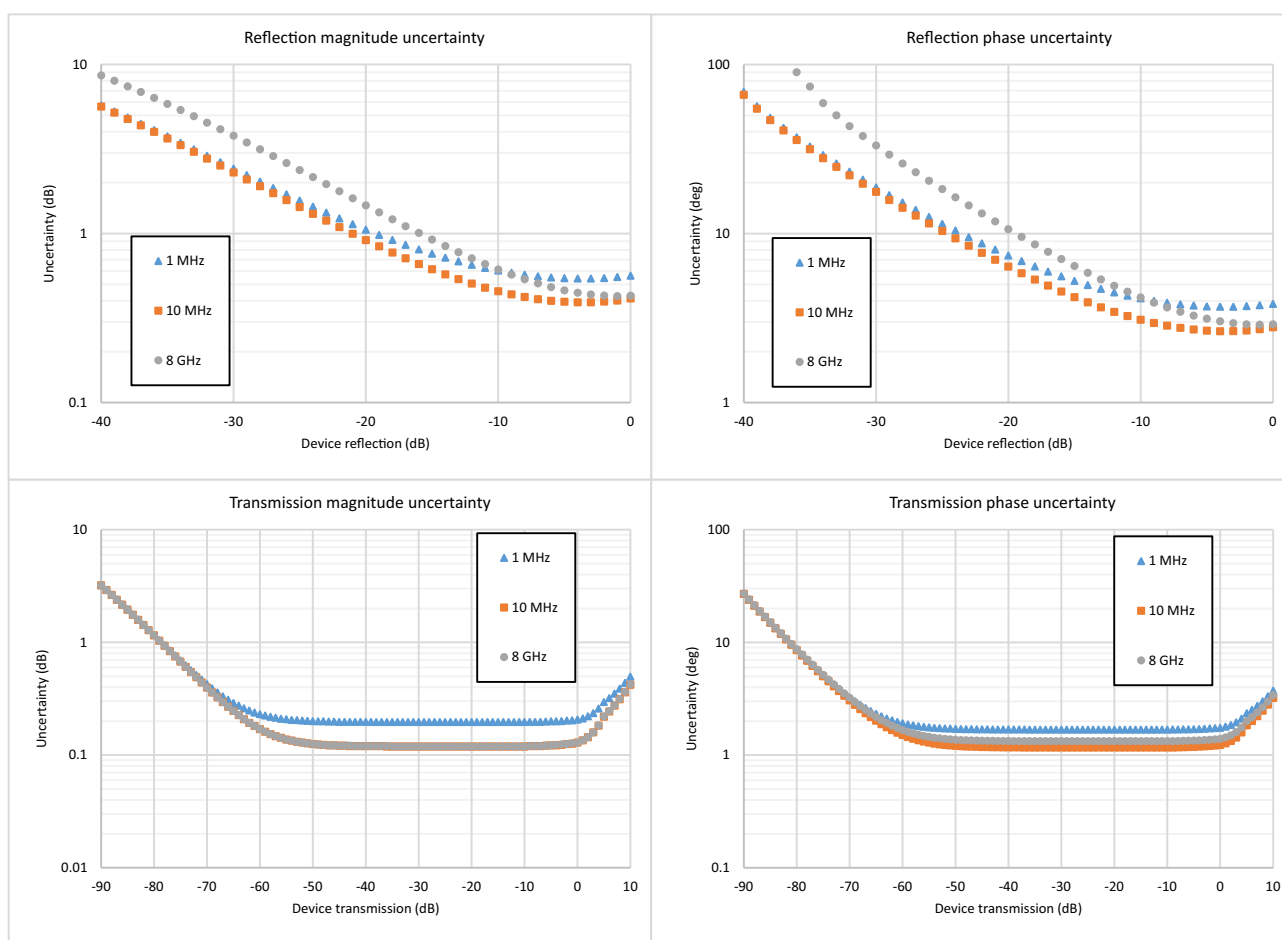 Reflection magnitude uncertainty
10
1
0.1
Uncertainty (dB)
1 MHz
10 MHz
8 GHz
-40 -30 -20 -10 0
Device reflection (dB)
Reflection phase uncertainty
100
10
1
Uncertainty (deg)
1 MHz
10 MHz
8 GHz
-40 -30 -20 -10 0
Device reflection (dB)
Transmission magnitude uncertainty
10
1
0.1
0.01
Uncertainty (dB)
1 MHz
10 MHz
8 GHz
-90 -80 -70 -60 -50 -40 -30 -20 -10 0 10
Device transmission (dB)
Transmission phase uncertainty
100
10
1
0.1
Uncertainty (deg)
1 MHz
10 MHz
8 GHz
-90 -80 -70 -60 -50 -40 -30 -20 -10 0 10
Device transmission (dB)